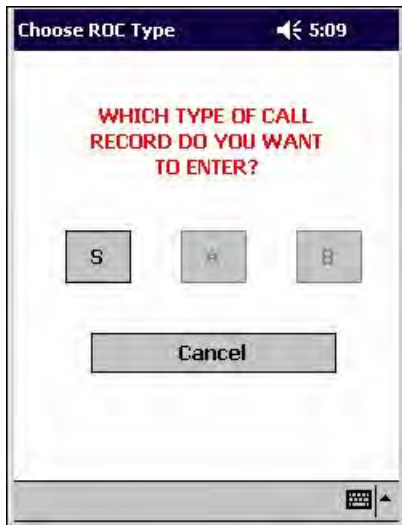 Choose ROC Type 5:09
WHICH TYPE OF CALL
RECORD DO YOU WANT
TO ENTER?
S A B
Cancel